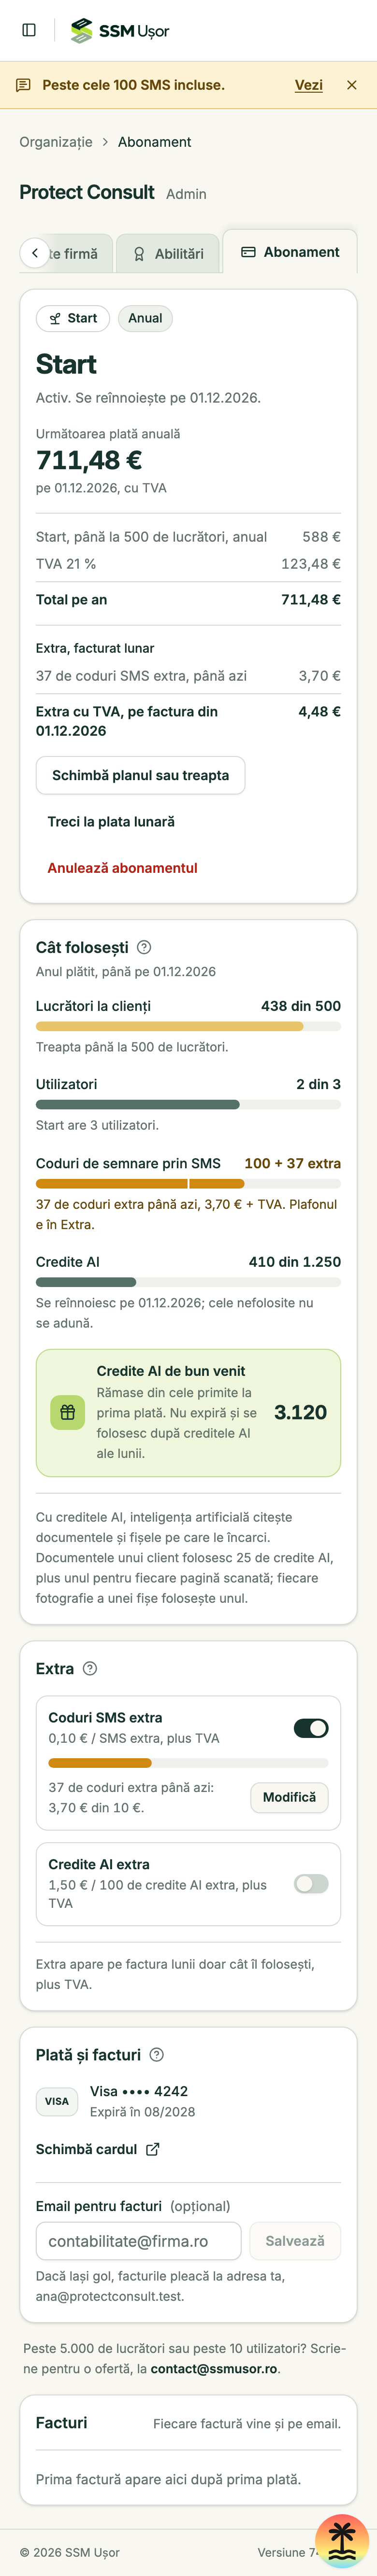 SSM Ușor
Peste cele 100 SMS incluse.
Vezi
Organizație > Abonament
Protect Consult Admin
te firmă
Abilitări
Abonament
Start
Anual
Start
Activ. Se reînnoiește pe 01.12.2026.
Următoarea plată anuală
711,48 €
pe 01.12.2026, cu TVA
Start, până la 500 de lucrători, anual 588 €
TVA 21 % 123,48 €
Total pe an 711,48 €
Extra, facturat lunar
37 de coduri SMS extra, până azi 3,70 €
Extra cu TVA, pe factura din 4,48 €
01.12.2026
Schimbă planul sau treapta
Treci la plata lunară
Anulează abonamentul
Cât folosești
Anul plătit, până pe 01.12.2026
Lucrători la clienți 438 din 500
Treapta până la 500 de lucrători.
Utilizatori 2 din 3
Start are 3 utilizatori.
Coduri de semnare prin SMS 100 + 37 extra
37 de coduri extra până azi, 3,70 € + TVA. Plafonul
e în Extra.
Credite AI 410 din 1.250
Se reînnoiesc pe 01.12.2026; cele nefolosite nu
se adună.
Credite AI de bun venit
Rămase din cele primite la
prima plată. Nu expiră și se
folosesc după creditele AI
ale lunii.
3.120
Cu creditele AI, inteligența artificială citește
documentele și fișele pe care le încarci.
Documentele unui client folosesc 25 de credite AI,
plus unul pentru fiecare pagină scanată; fiecare
fotografie a unei fișe folosește unul.
Extra
Coduri SMS extra
0,10 € / SMS extra, plus TVA
37 de coduri extra până azi:
3,70 € din 10 €.
Modifică
Credite AI extra
1,50 € / 100 de credite AI extra, plus
TVA
Extra apare pe factura lunii doar cât îl folosești,
plus TVA.
Plată și facturi
VISA
Visa •••• 4242
Expiră în 08/2028
Schimbă cardul
Email pentru facturi (opțional)
contabilitate@firma.ro
Salvează
Dacă lași gol, facturile pleacă la adresa ta,
ana@protectconsult.test.
Peste 5.000 de lucrători sau peste 10 utilizatori? Scrie-
ne pentru o ofertă, la contact@ssmusor.ro.
Facturi
Fiecare factură vine și pe email.
Prima factură apare aici după prima plată.
© 2026 SSM Ușor
Versiune